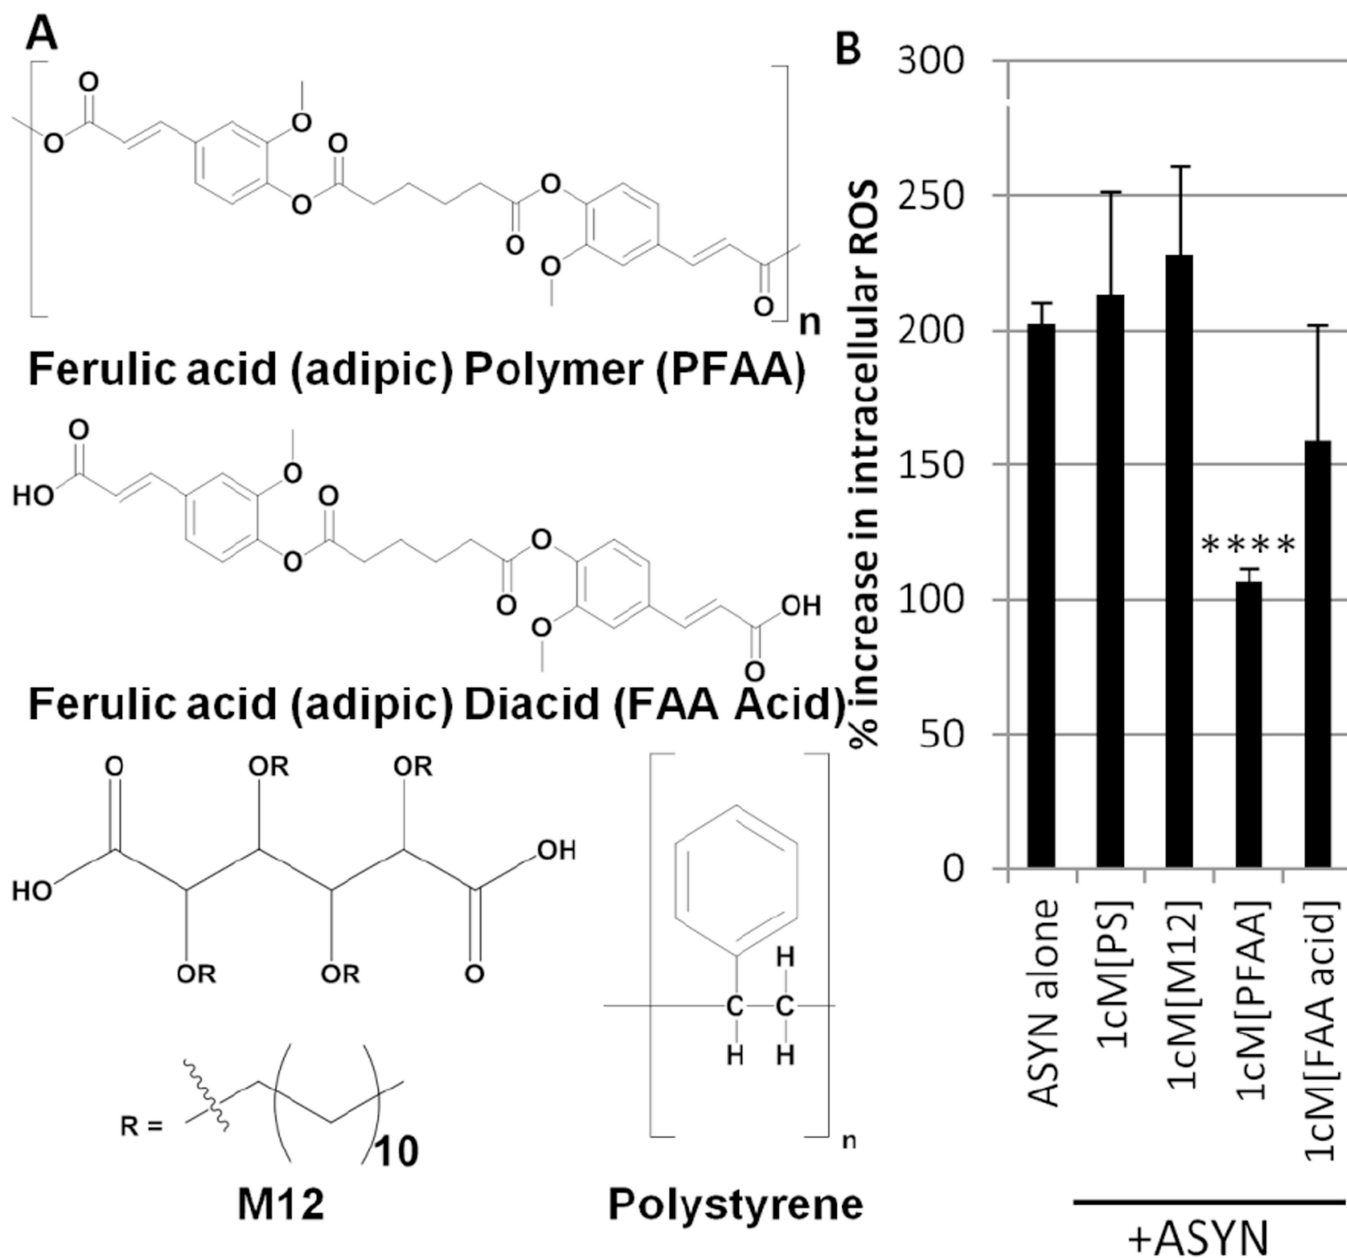 A
O
O
O
O
O
O
O
O
O
O
n
Ferulic acid (adipic) Polymer (PFAA)
O
HO
O
O
O
O
O
O
OH
O
Ferulic acid (adipic) Diacid (FAA Acid)
O
OR
OR
OH
HO
OR
OR
O
R =
10
M12
H
C
C
H
H
n
Polystyrene
B
% increase in intracellular ROS
300
250
200
150
100
50
0
****
ASYN alone
1cM[PS]
1cM[M12]
1cM[PFAA]
1cM[FAA acid]
+ASYN